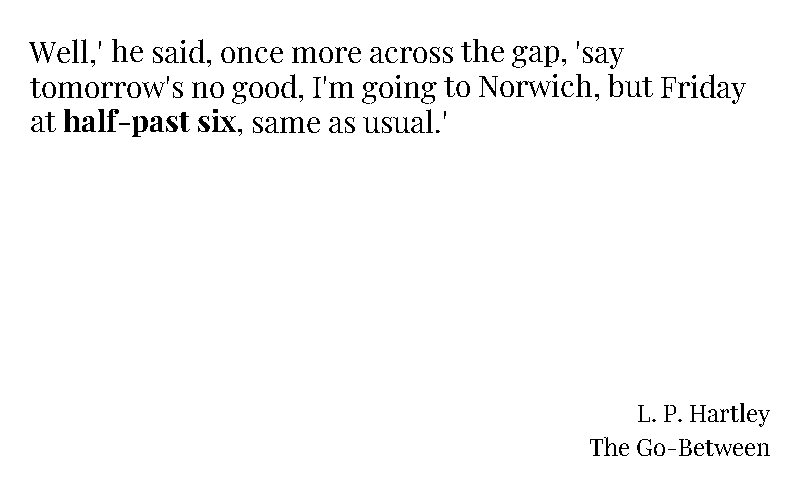 Well,' he said, once more across the gap, 'say
tomorrow's no good, I'm going to Norwich, but Friday
at half-past six, same as usual.'
L. P. Hartley
The Go-Between